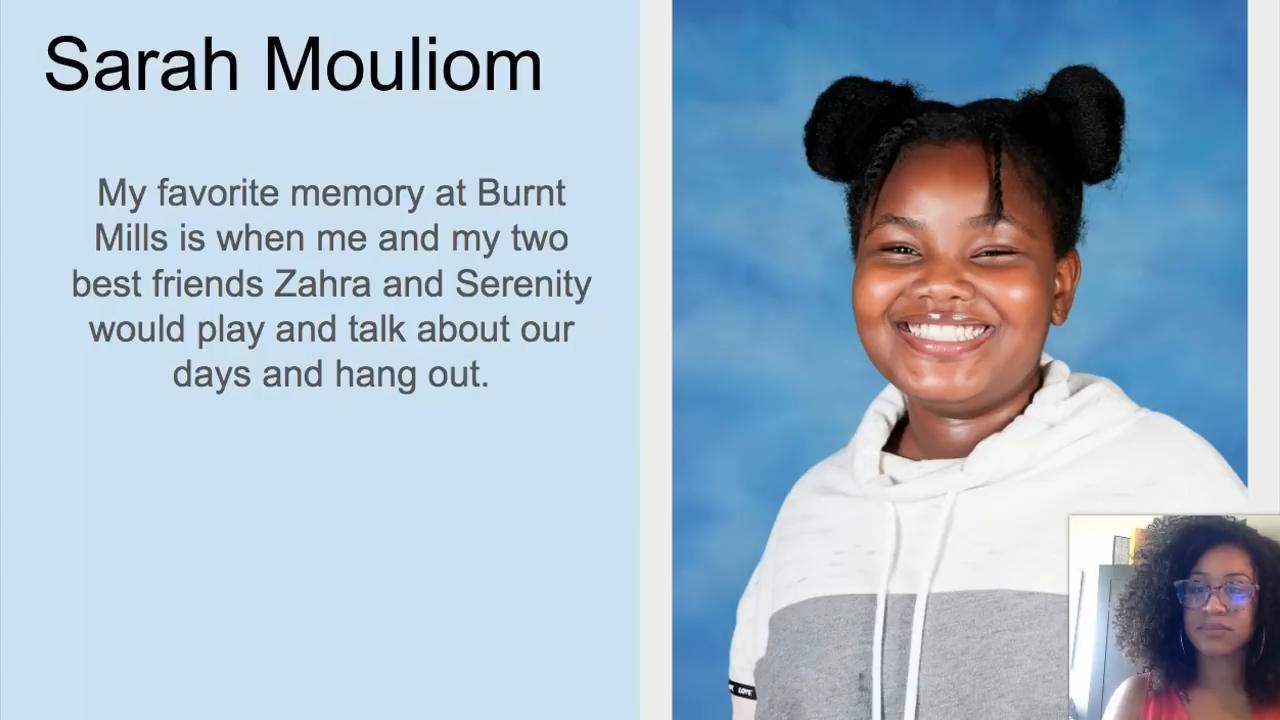 Sarah Mouliom
My favorite memory at Burnt
Mills is when me and my two
best friends Zahra and Serenity
would play and talk about our
days and hang out.
LOVE